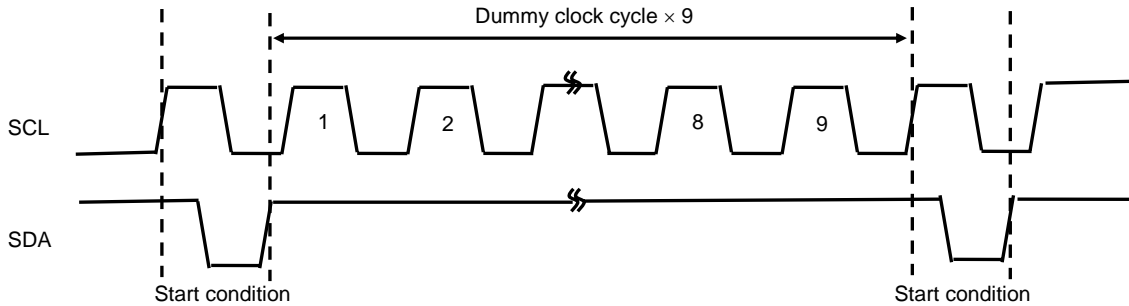 Dummy clock cycle × 9
SCL
1
2
8
9
SDA
Start condition
Start condition